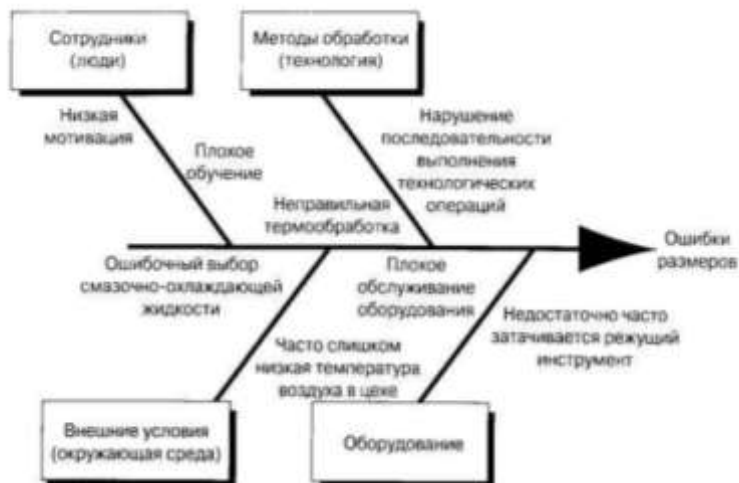 Сотрудники
(люди)
Методы обработки
(технология)
Низкая
мотивация
Плохое
обучение
Нарушение
последовательности
выполнения
технологических
операций
Неправильная
термообработка
Ошибки
размеров
Ошибочный выбор
смазочно-охлаждающей
жидкости
Плохое
обслуживание
оборудования
Недостаточно часто
затачивается режущий
инструмент
Часто слишком
низкая температура
воздуха в цехе
Внешние условия
(окружающая среда)
Оборудование